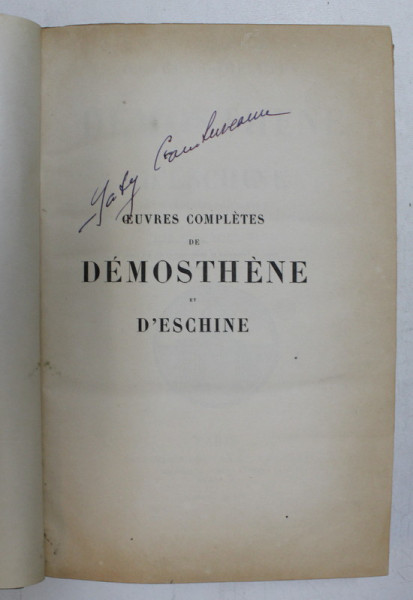 ŒUVRES COMPLÈTES
DE
DÉMOSTHÈNE
ET
D'ESCHINE